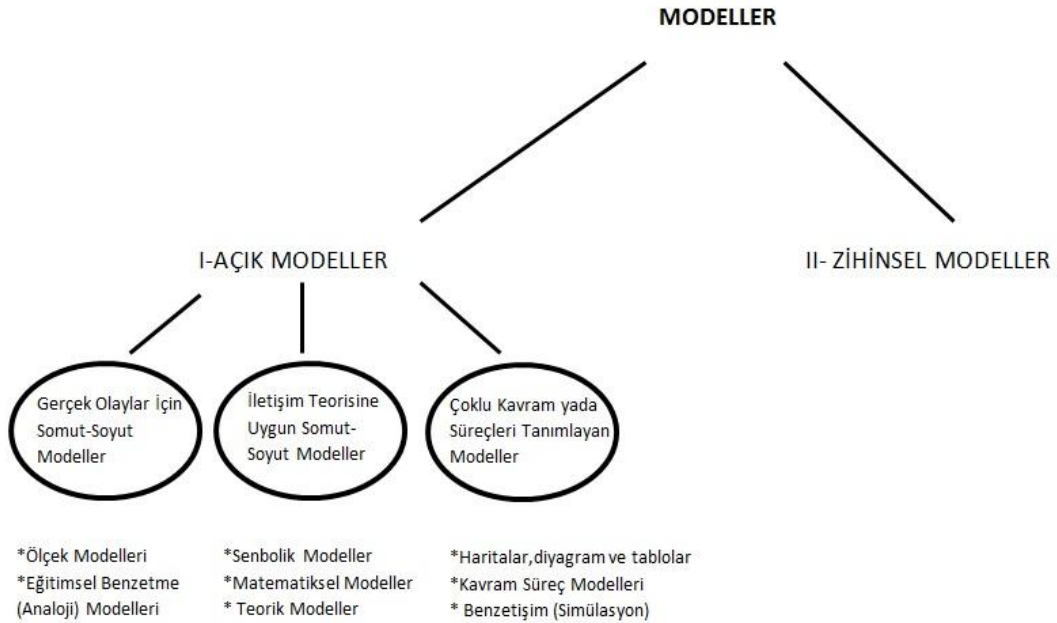 MODELLER
I-AÇIK MODELLER
II- ZİHİNSEL MODELLER
Gerçek Olaylar İçin
Somut-Soyut
Modeller
İletişim Teorisine
Uygun Somut-
Soyut Modeller
Çoklu Kavram yada
Süreçleri Tanımlayan
Modeller
*Ölçek Modelleri
*Eğitimsel Benzetme
(Analoji) Modelleri
*Senbolik Modeller
*Matematiksel Modeller
* Teorik Modeller
*Haritalar,diyagram ve tablolar
*Kavram Süreç Modelleri
* Benzetişim (Simülasyon)